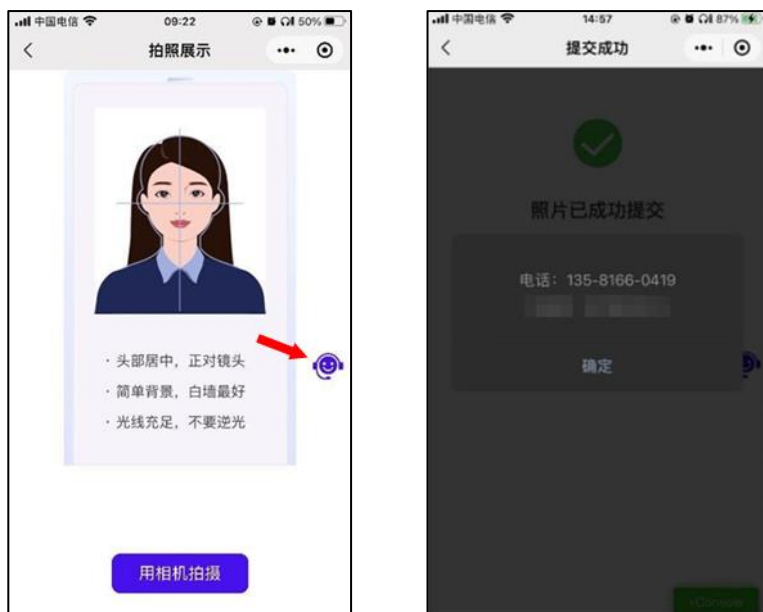 中国电信 09:22 50%
拍照展示
· 头部居中，正对镜头
· 简单背景，白墙最好
· 光线充足，不要逆光
用相机拍摄
中国电信 14:57 87%
提交成功
照片已成功提交
电话：135-8166-0419
确定
vConsole